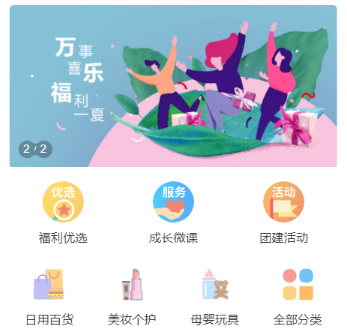 万事
喜乐
福利
一夏
2 / 2
优选 服务 活动
福利优选 成长微课 团建活动
日用百货 美妆个护 母婴玩具 全部分类